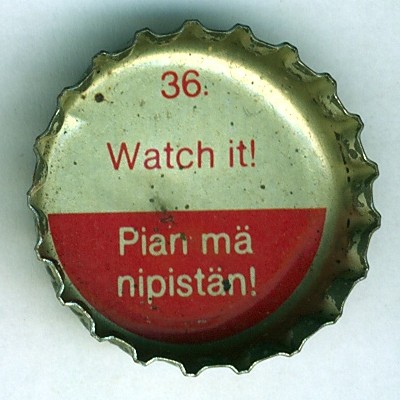 36.
Watch it!
Pian mä
nipistän!